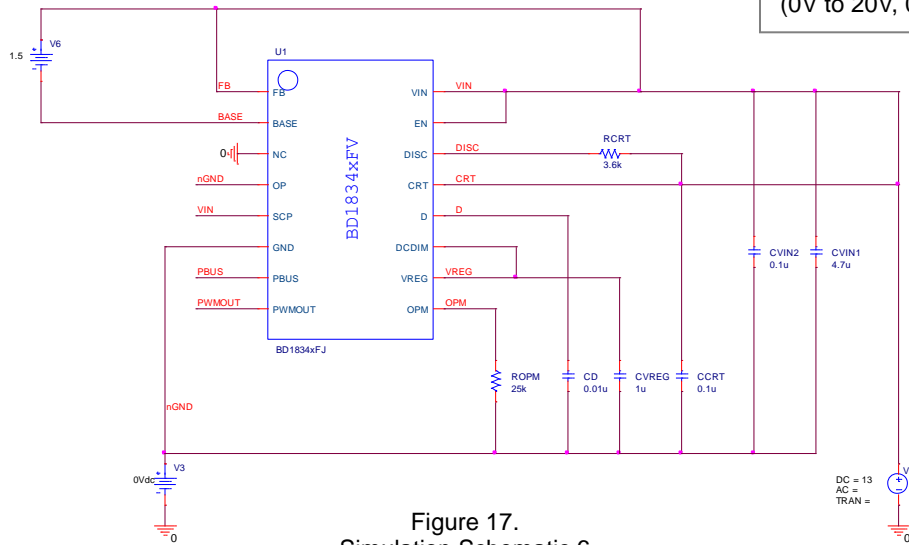 (0V to 20V, 0
V6
1.5
U1
FB
FB
VIN
VIN
BASE
BASE
EN
RCRT
0
NC
DISC
DISC
3.6k
nGND
OP
CRT
CRT
VIN
SCP
D
D
BD1834xFV
GND
DCDIM
CVIN2
0.1u
CVIN1
4.7u
PBUS
PBUS
VREG
VREG
PWMOUT
PWMOUT
OPM
OPM
BD1834xFJ
ROPM
25k
CD
0.01u
CVREG
1u
CCRT
0.1u
nGND
V3
0Vdc
0
V
DC = 13
AC =
TRAN =
0
Figure 17.